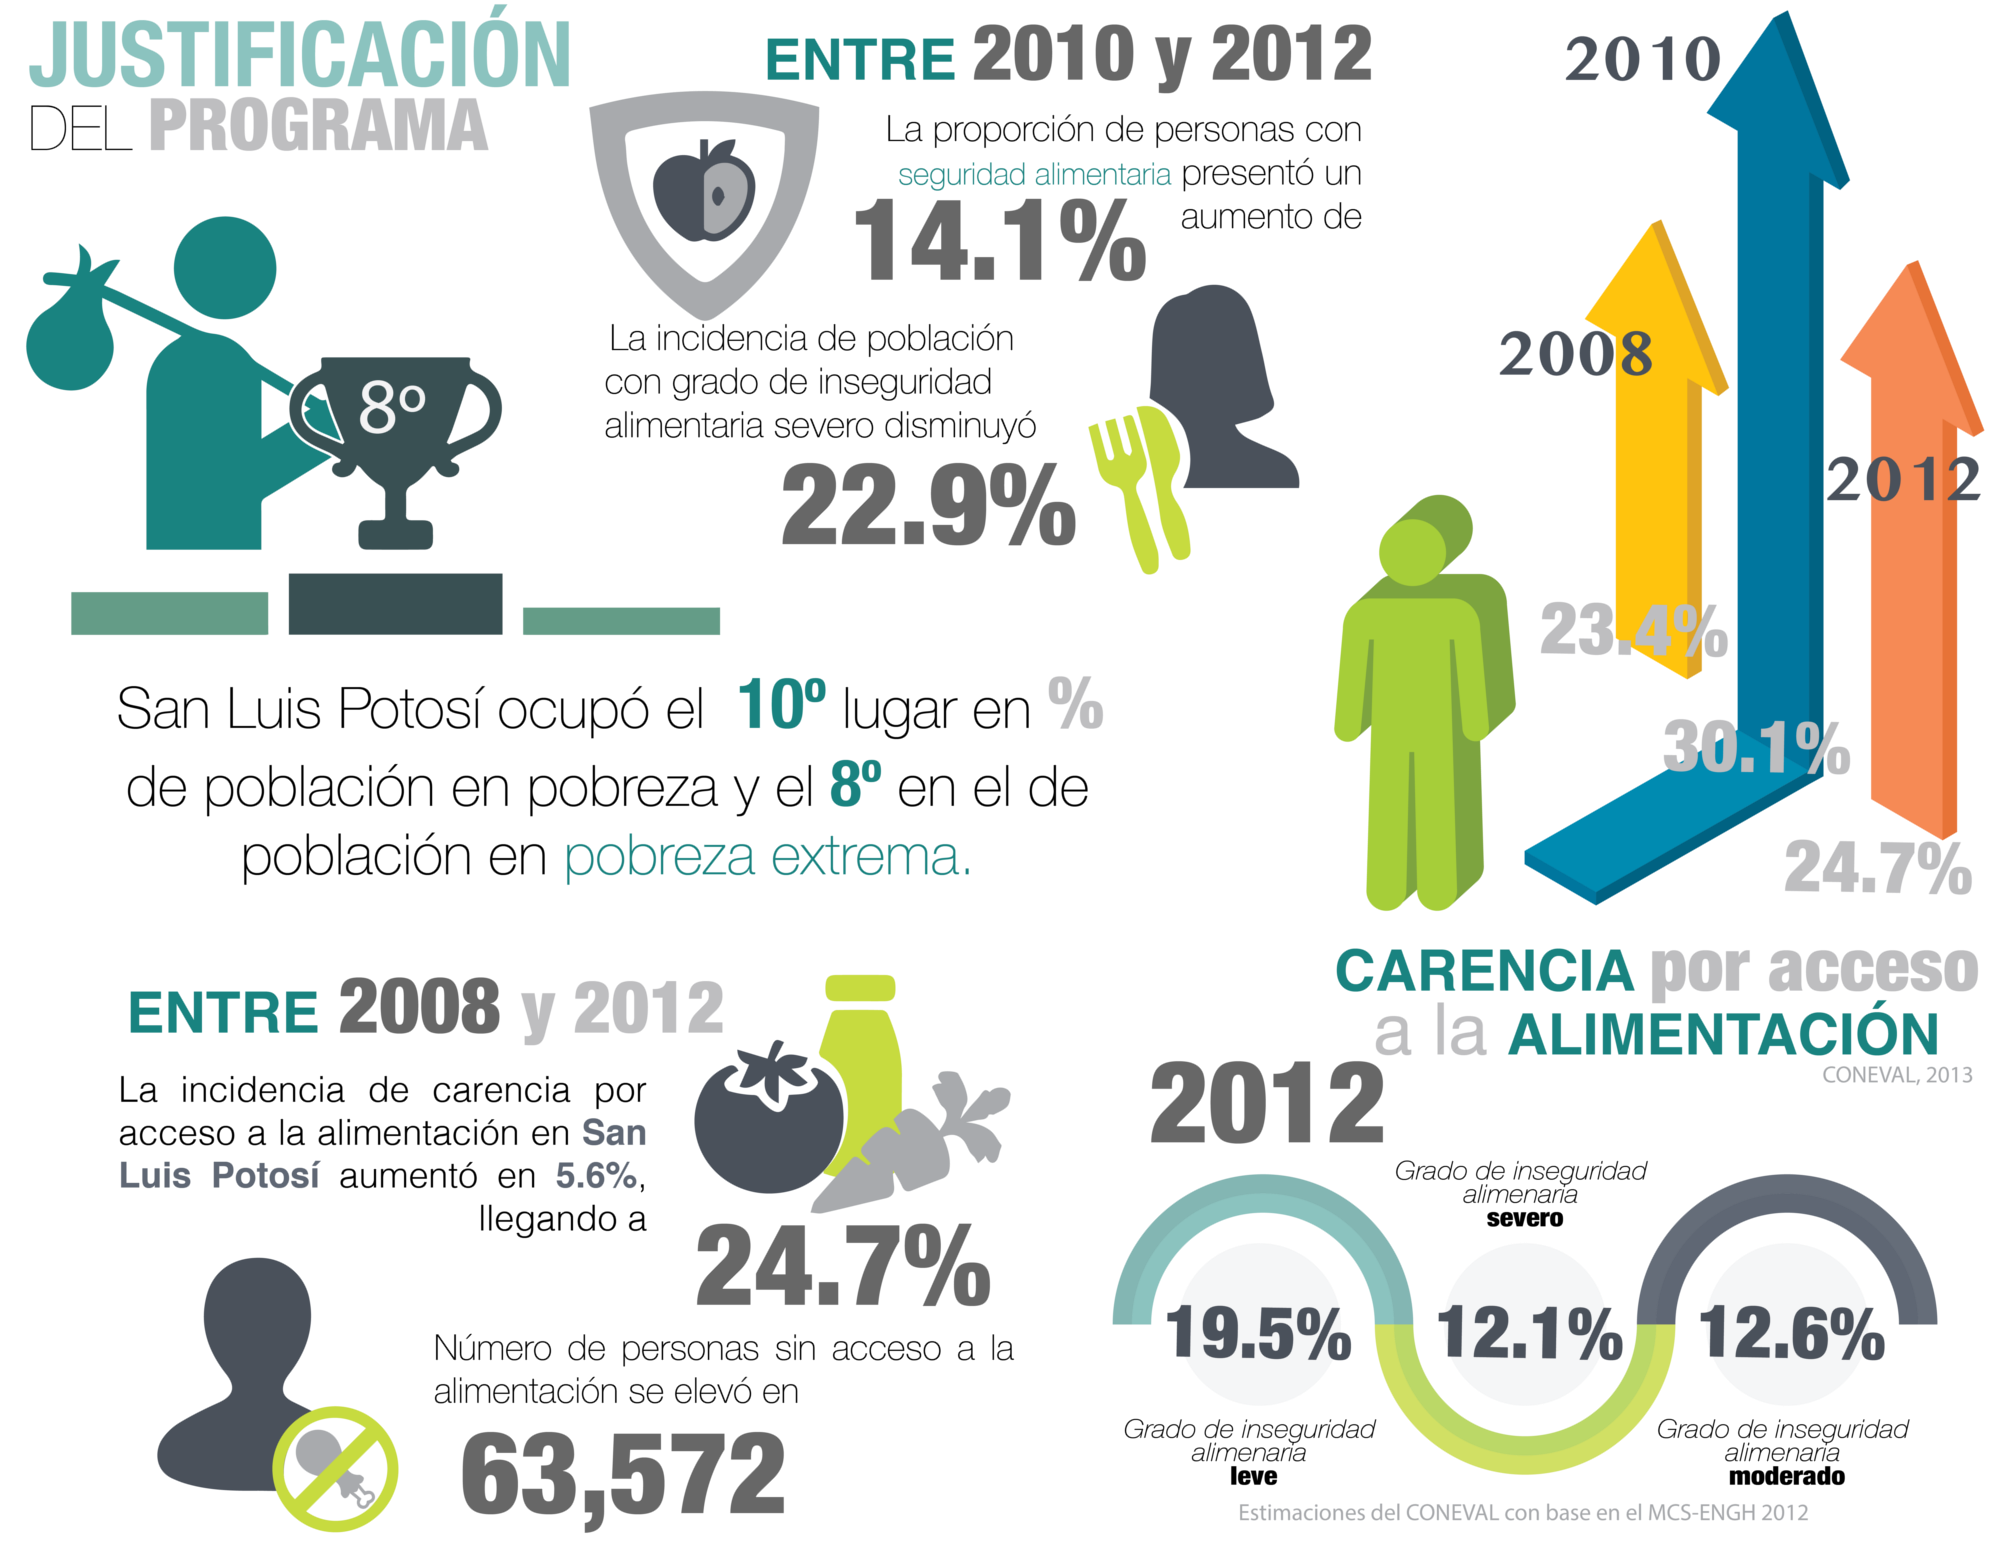 JUSTIFICACIÓN
DEL PROGRAMA
8º
San Luis Potosí ocupó el 10º lugar en %
de población en pobreza y el 8º en el de
población en pobreza extrema.
ENTRE 2010 y 2012
La proporción de personas con
seguridad alimentaria presentó un
14.1% aumento de
La incidencia de población
con grado de inseguridad
alimentaria severo disminuyó
22.9%
2010
2008
2012
23.4%
30.1%
24.7%
CARENCIA por acceso
a la ALIMENTACIÓN
CONEVAL, 2013
ENTRE 2008 y 2012
La incidencia de carencia por
acceso a la alimentación en San
Luis Potosí aumentó en 5.6%,
llegando a
24.7%
Número de personas sin acceso a la
alimentación se elevó en
63,572
2012
Grado de inseguridad
alimenaria
severo
19.5%
12.1%
12.6%
Grado de inseguridad
alimenaria
leve
Grado de inseguridad
alimenaria
moderado
Estimaciones del CONEVAL con base en el MCS-ENGH 2012